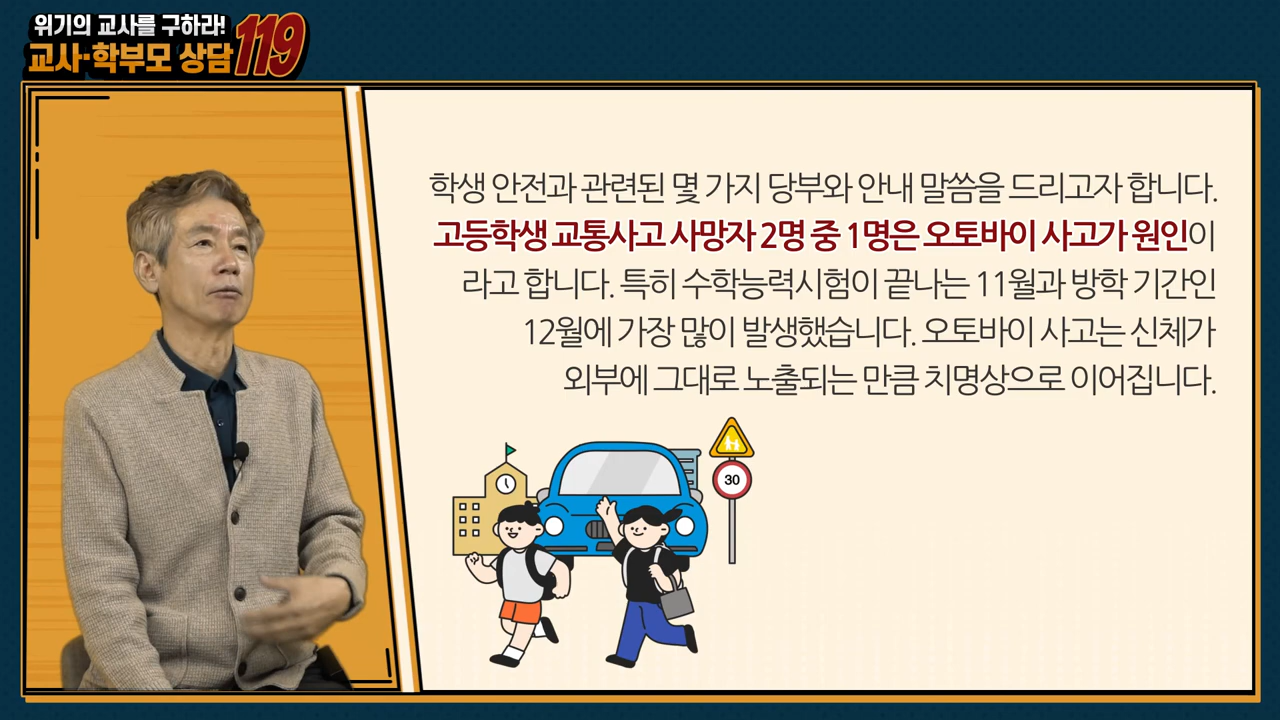 위기의 교사를 구하라!
교사·학부모 상담 119
학생 안전과 관련된 몇 가지 당부와 안내 말씀을 드리고자 합니다.
고등학생 교통사고 사망자 2명 중 1명은 오토바이 사고가 원인이
라고 합니다. 특히 수학능력시험이 끝나는 11월과 방학 기간인
12월에 가장 많이 발생했습니다. 오토바이 사고는 신체가
외부에 그대로 노출되는 만큼 치명상으로 이어집니다.
30